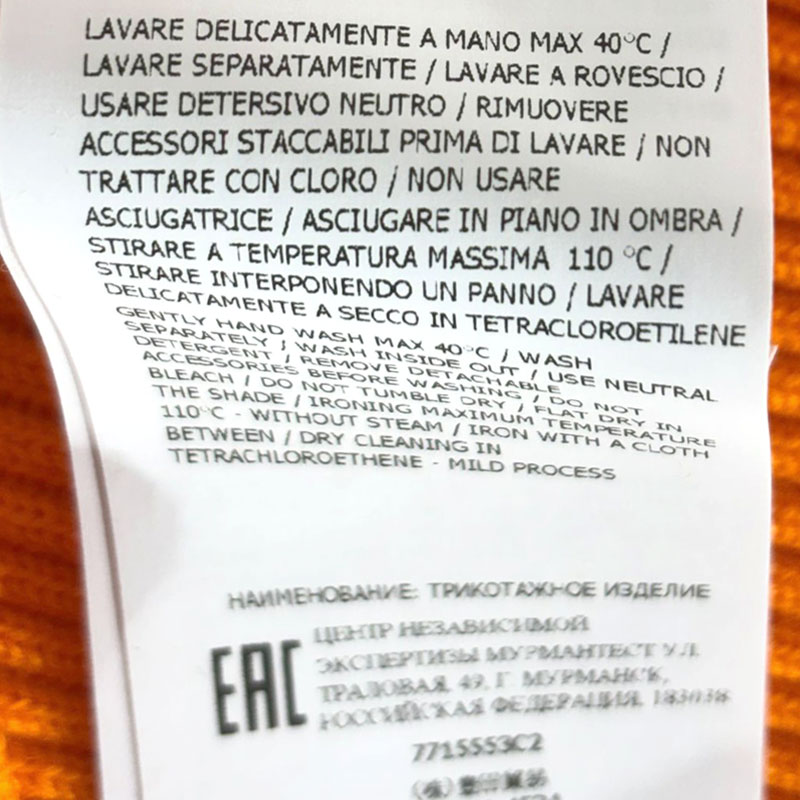 LAVARE DELICATAMENTE A MANO MAX 40°C /
LAVARE SEPARATAMENTE / LAVARE A ROVESCIO /
USARE DETERSIVO NEUTRO / RIMUOVERE
ACCESSORI STACCABILI PRIMA DI LAVARE / NON
TRATTARE CON CLORO / NON USARE
ASCIUGATRICE / ASCIUGARE IN PIANO IN OMBRA /
STIRARE A TEMPERATURA MASSIMA 110 °C /
STIRARE INTERPONENDO UN PANNO / LAVARE
DELICATAMENTE A SECCO IN TETRACLOROETILENE
GENTLY HAND WASH MAX 40°C / WASH
SEPARATELY / WASH INSIDE OUT / USE NEUTRAL
DETERGENT / REMOVE DETACHABLE
ACCESSORIES BEFORE WASHING / DO NOT
BLEACH / DO NOT TUMBLE DRY / FLAT DRY IN
THE SHADE / IRONING MAXIMUM TEMPERATURE
110°C - WITHOUT STEAM / IRON WITH A CLOTH
BETWEEN / DRY CLEANING IN
TETRACHLOROETHENE - MILD PROCESS
НАИМЕНОВАНИЕ: ТРИКОТАЖНОЕ ИЗДЕЛИЕ
EAC
ЦЕНТР НЕЗАВИСИМОЙ
ЭКСПЕРТИЗЫ МУРМАНТЕСТ УЛ.
ТРАЛОВАЯ, 49, Г. МУРМАНСК,
РОССИЙСКАЯ ФЕДЕРАЦИЯ, 183038
7715553C2